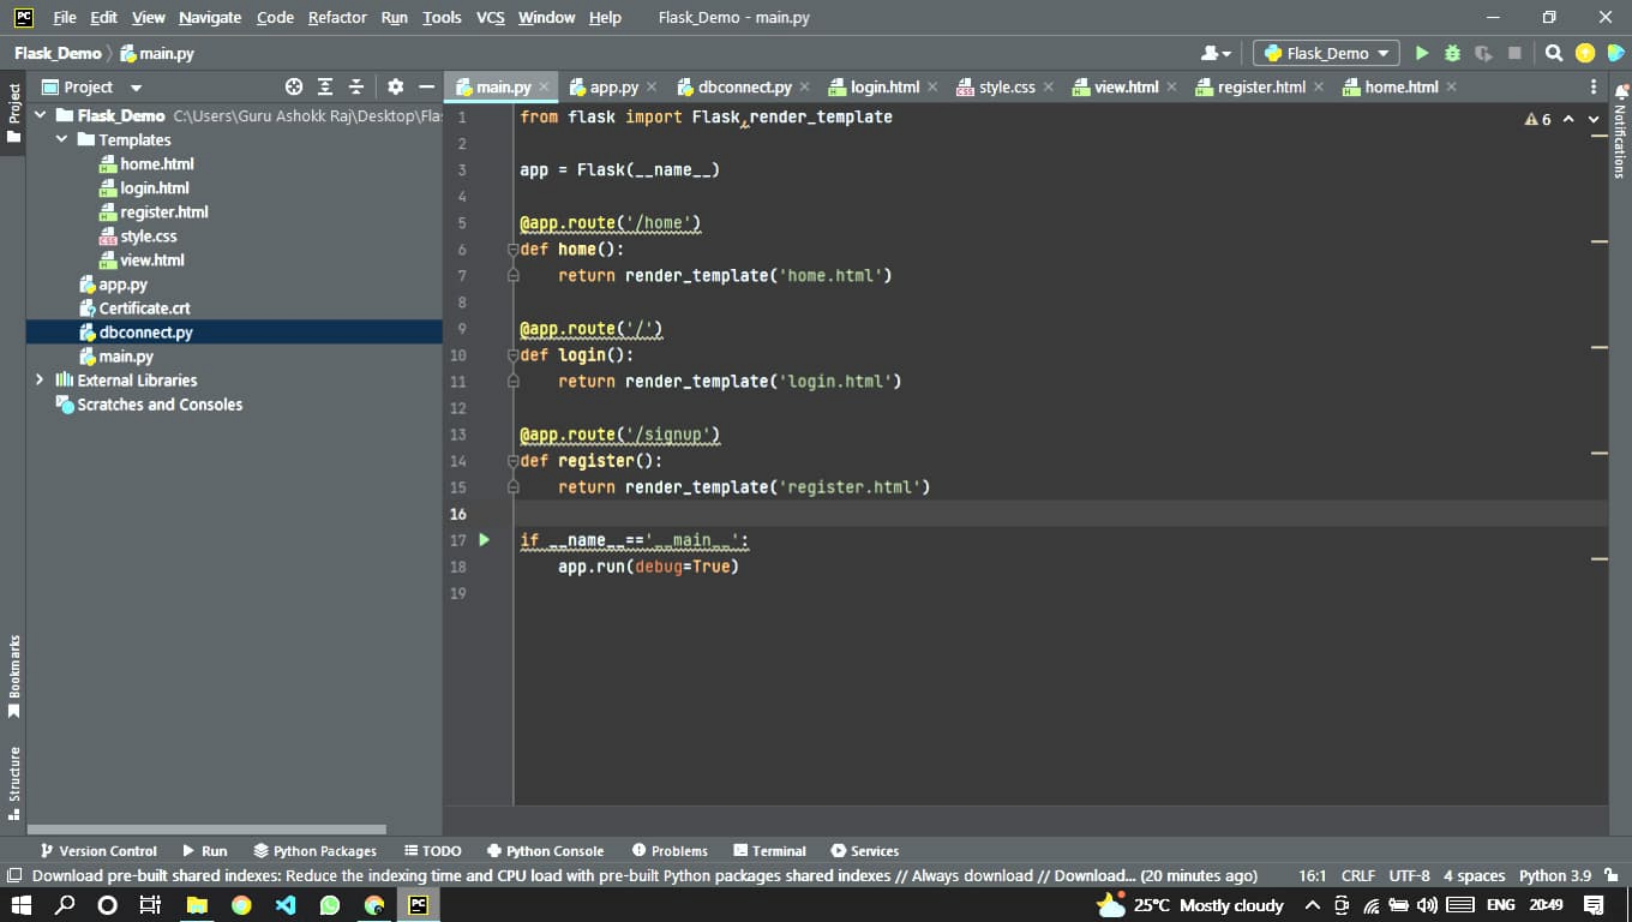 PC File Edit View Navigate Code Refactor Run Tools VCS Window Help Flask_Demo - main.py
Flask_Demo main.py Flask_Demo
Project
Project
main.py app.py dbconnect.py login.html style.css view.html register.html home.html
Notifications
Flask_Demo C:\Users\Guru Ashokk Raj\Desktop\Fla
Templates
home.html
login.html
register.html
style.css
view.html
app.py
Certificate.crt
dbconnect.py
main.py
External Libraries
Scratches and Consoles
6
1 from flask import Flask,render_template
2
3 app = Flask(__name__)
4
5 @app.route('/home')
6 def home():
7 return render_template('home.html')
8
9 @app.route('/')
10 def login():
11 return render_template('login.html')
12
13 @app.route('/signup')
14 def register():
15 return render_template('register.html')
16
17 if __name__=='__main__':
18 app.run(debug=True)
19
Bookmarks
Structure
Version Control Run Python Packages TODO Python Console Problems Terminal Services
Download pre-built shared indexes: Reduce the indexing time and CPU load with pre-built Python packages shared indexes // Always download // Download... (20 minutes ago) 16:1 CRLF UTF-8 4 spaces Python 3.9
PC 25°C Mostly cloudy ENG 20:49